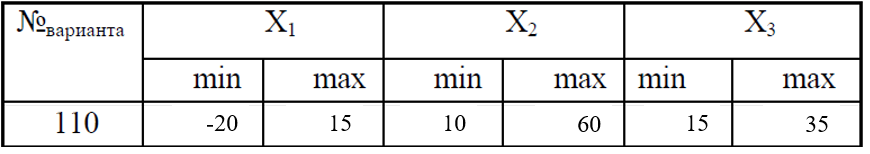 №варианта X1 X2 X3
min max min max min max
110 -20 15 10 60 15 35